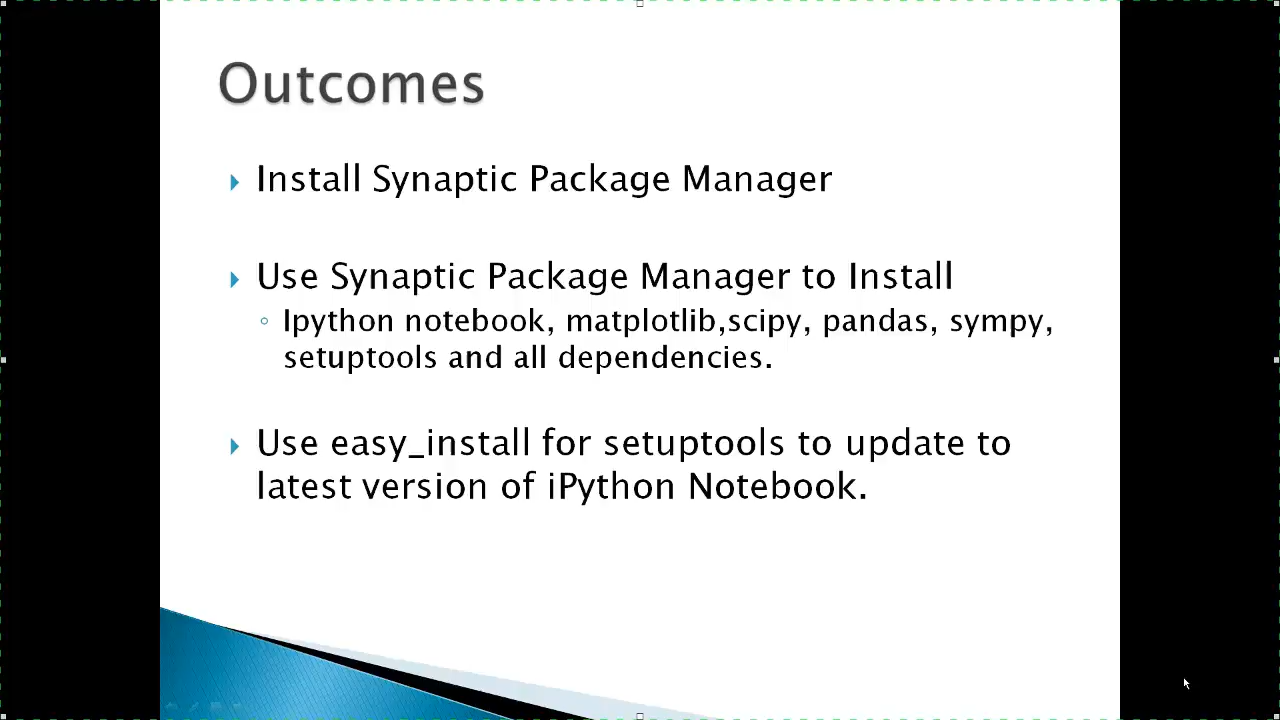 Outcomes
Install Synaptic Package Manager
Use Synaptic Package Manager to Install
Ipython notebook, matplotlib,scipy, pandas, sympy,
setuptools and all dependencies.
Use easy_install for setuptools to update to
latest version of iPython Notebook.